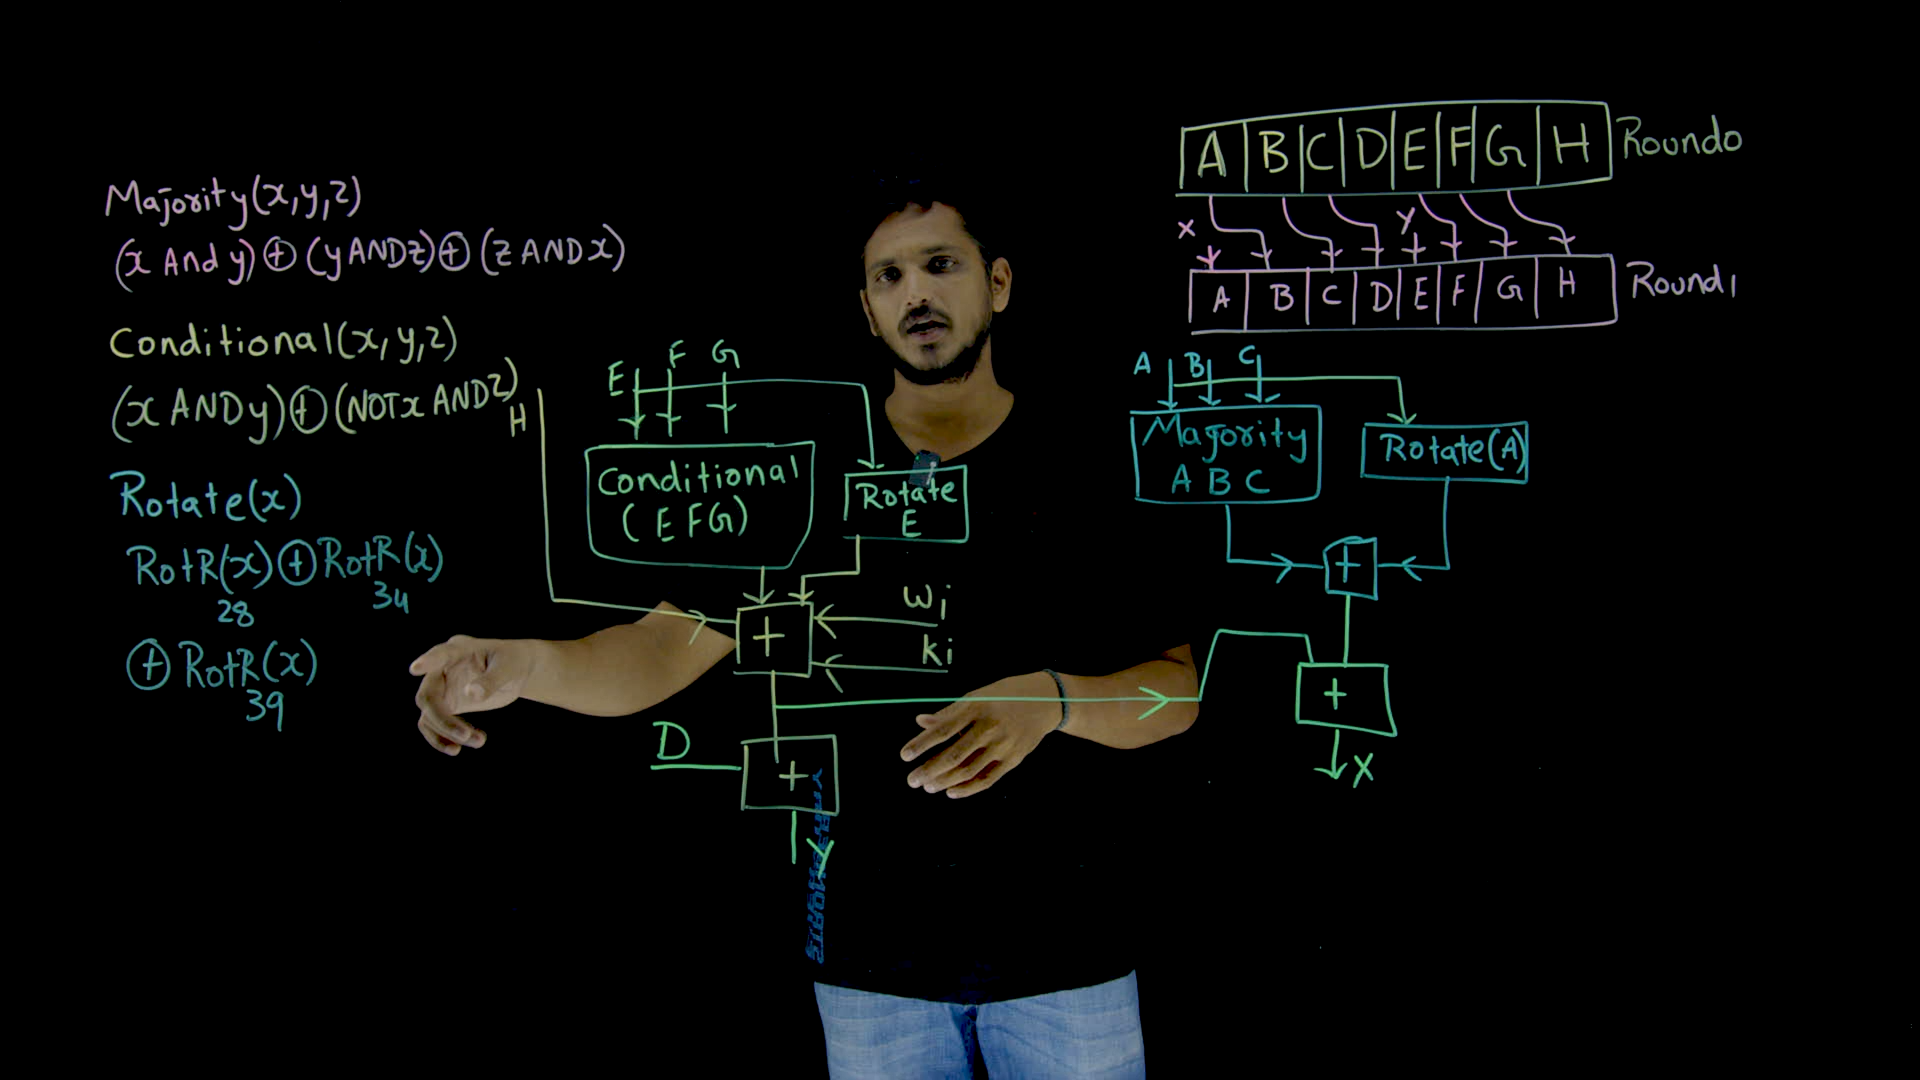 Majority(x,y,z)
(x And y)⊕(y AND z)⊕(z AND x)
Conditional(x,y,z)
(x AND y)⊕(NOT x AND z)
Rotate(x)
RotR(x)⊕RotR(x)
28 34
⊕ RotR(x)
39
H
E F G
Conditional
(E F G)
Rotate
E
+
Wi
ki
D
+
Y
A B C D E F G H Round0
X Y
A B C D E F G H Round1
A B C
Majority
A B C
Rotate(A)
+
+
X